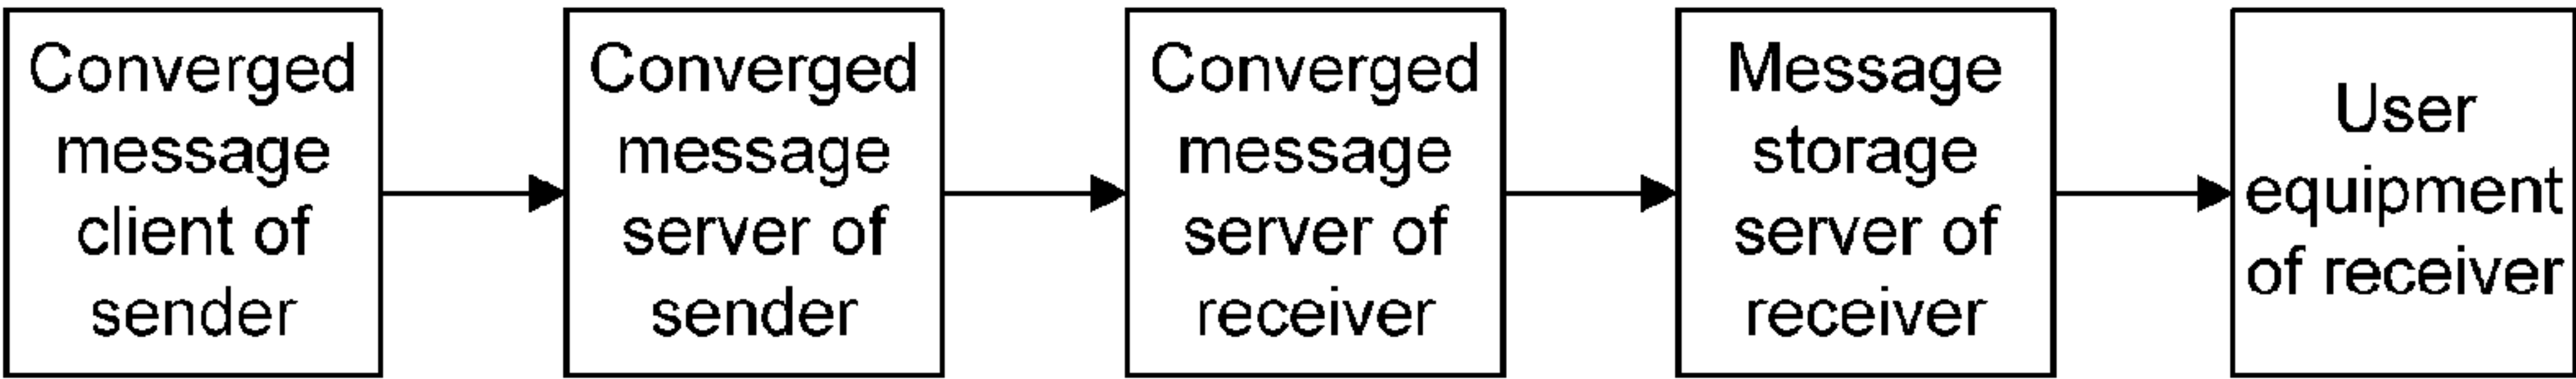 Converged
message
client of
sender
Converged
message
server of
sender
Converged
message
server of
receiver
Message
storage
server of
receiver
User
equipment
of receiver